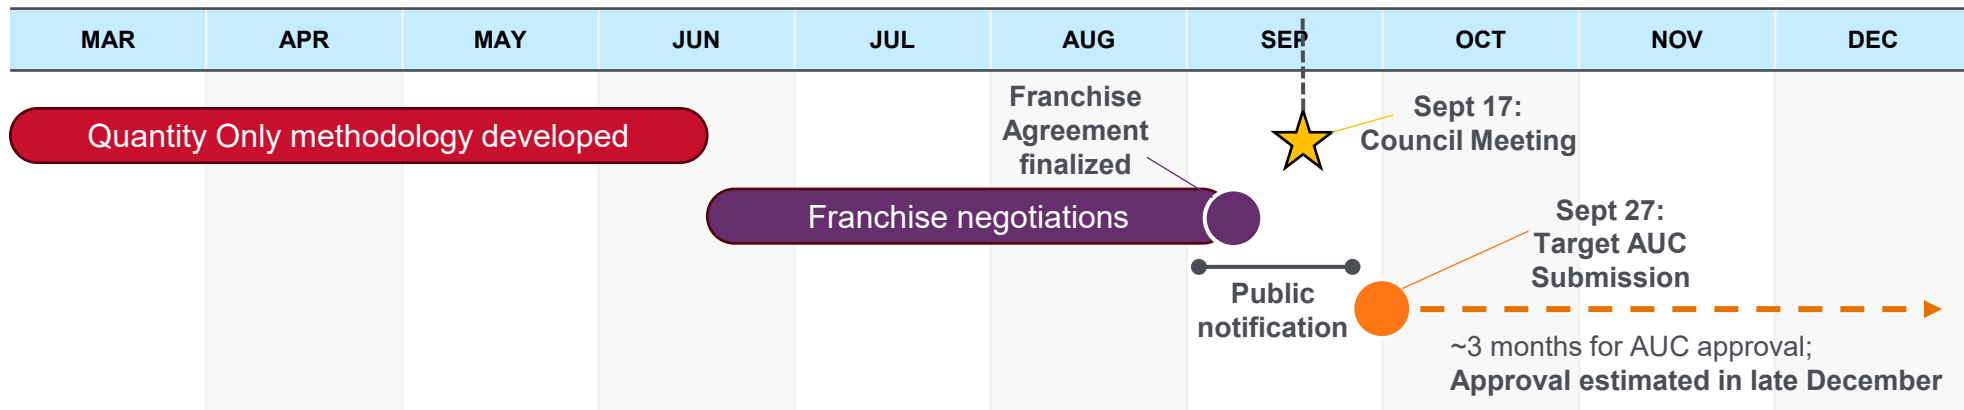 MAR APR MAY JUN JUL AUG SEP OCT NOV DEC
Quantity Only methodology developed
Franchise
Agreement
finalized
Sept 17:
Council Meeting
Franchise negotiations
Sept 27:
Target AUC
Submission
Public
notification
~3 months for AUC approval;
Approval estimated in late December